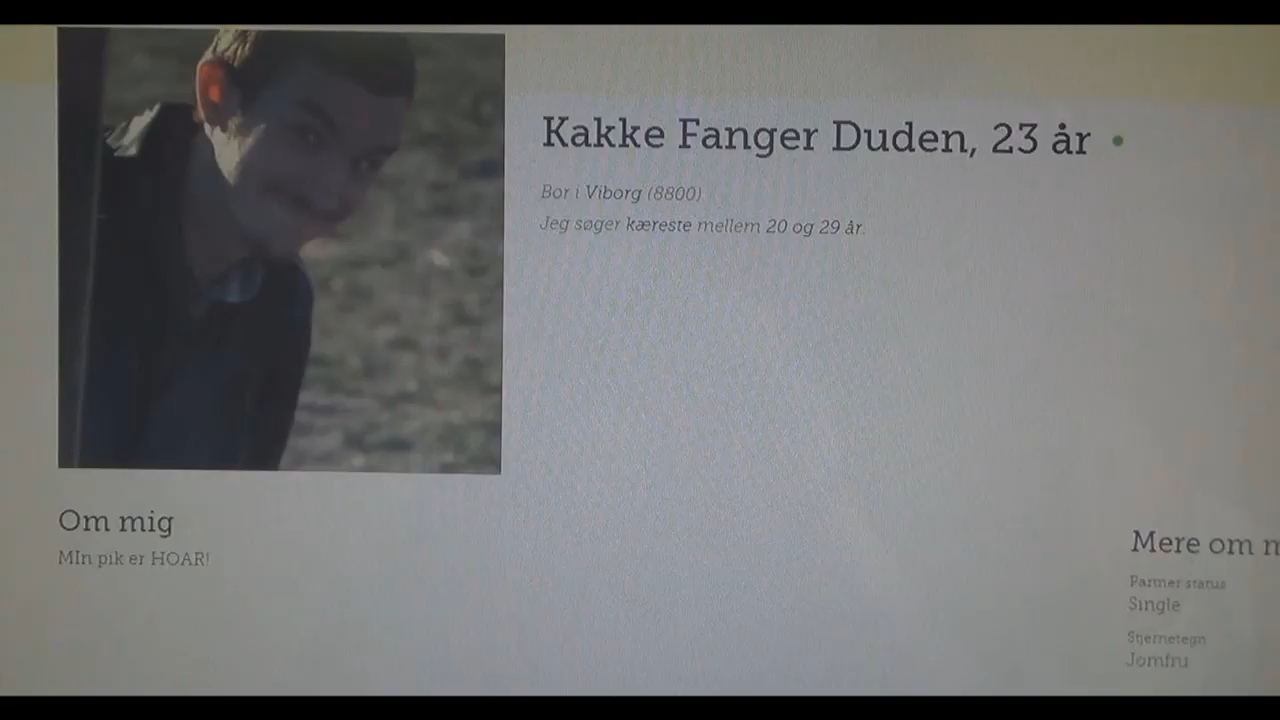 Kakke Fanger Duden, 23 år
Bor i Viborg (8800)
Jeg søger kæreste mellem 20 og 29 år.
Om mig
MIn pik er HOAR!
Mere om m
Partner status
Single
Stjernetegn
Jomfru